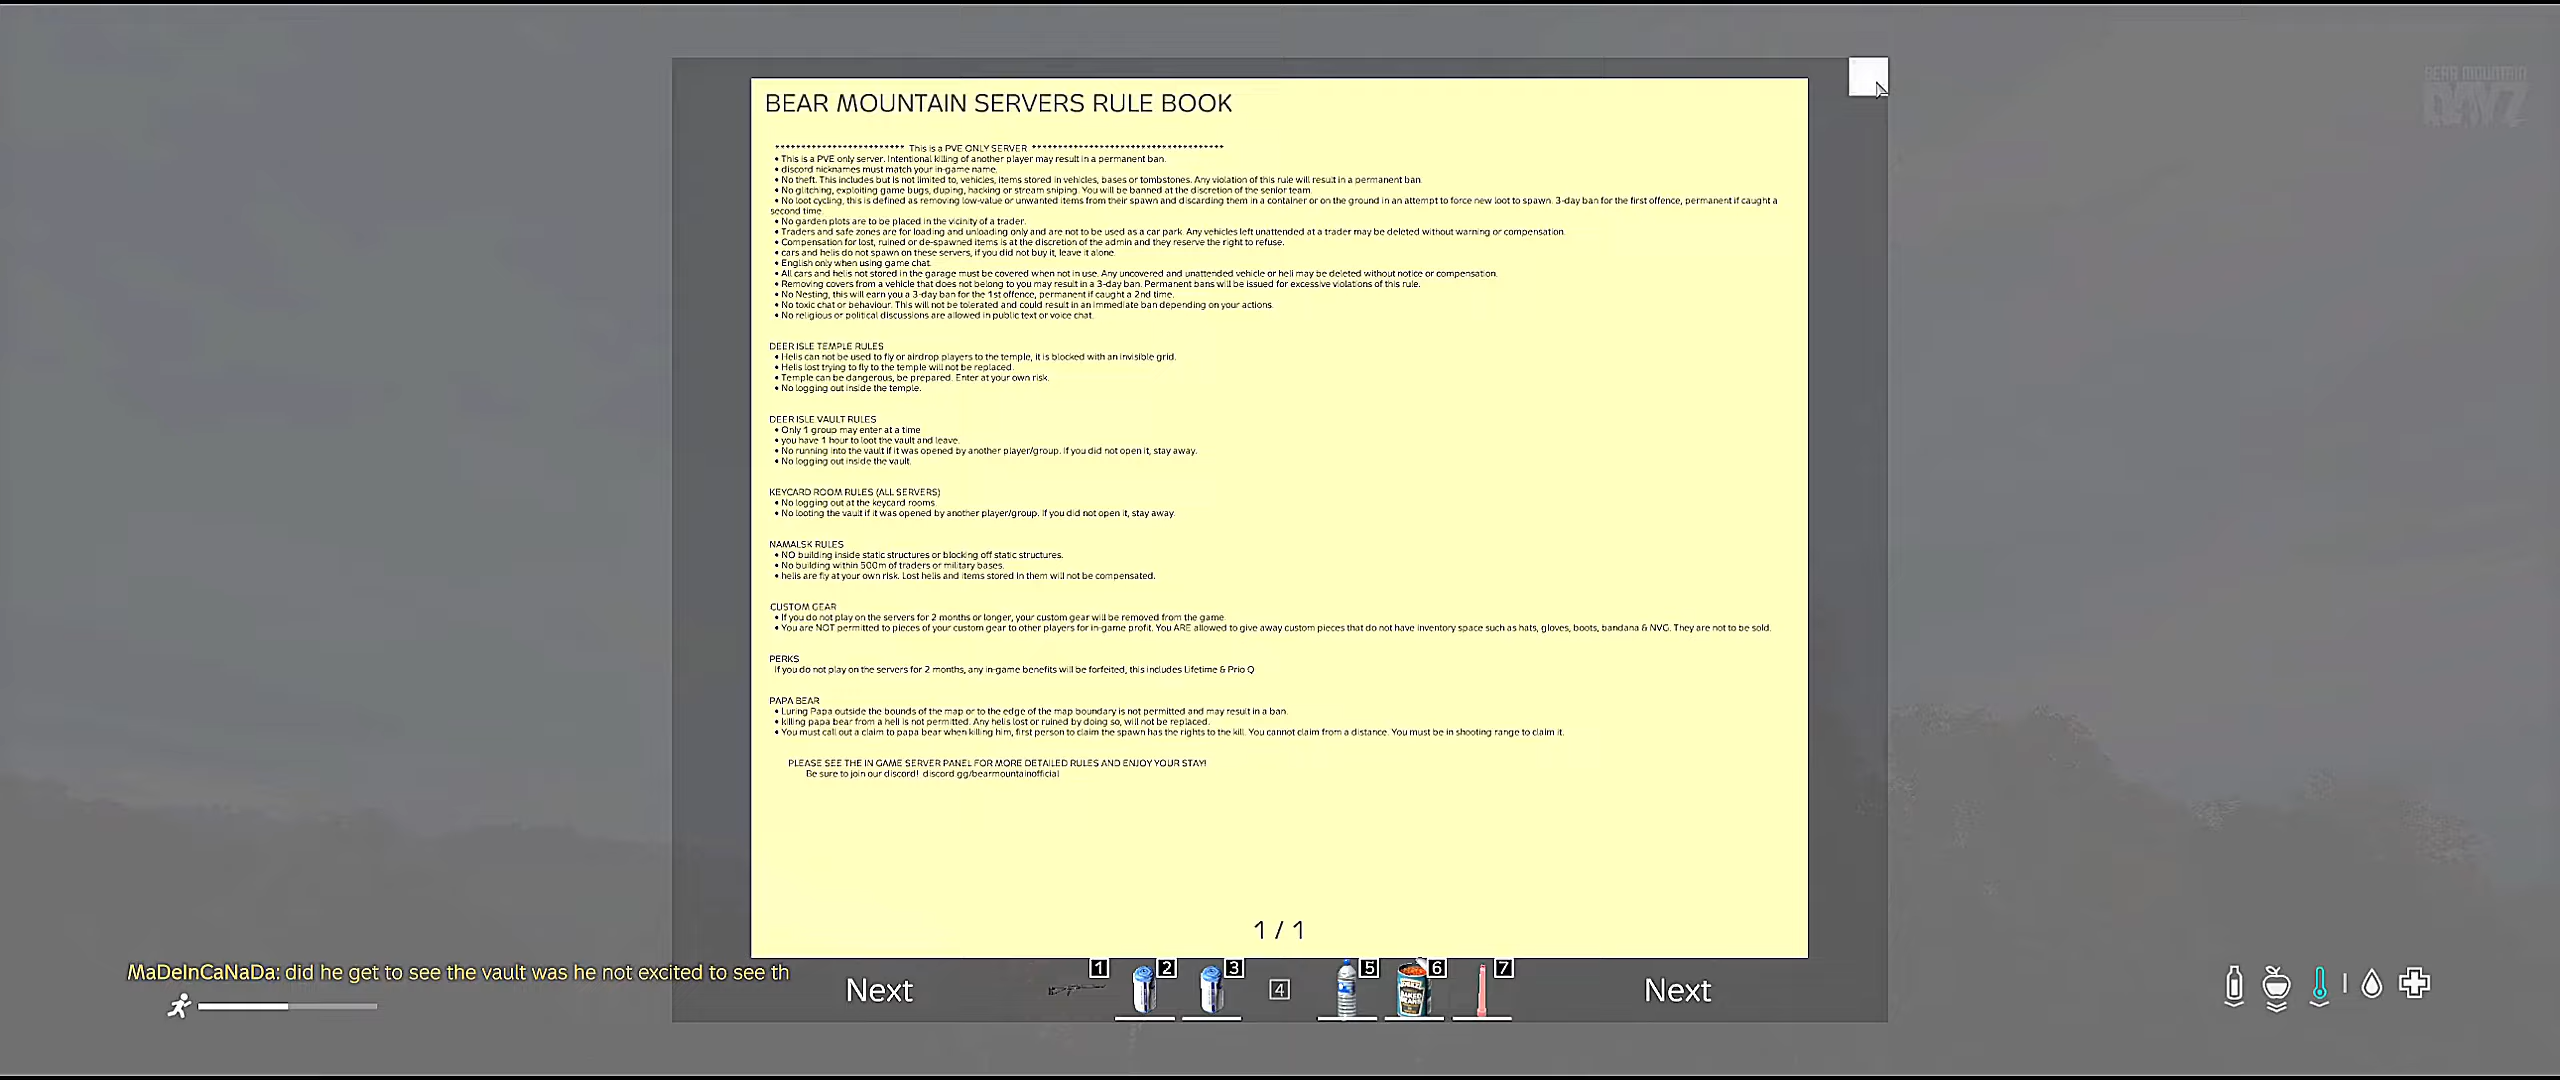 BEAR MOUNTAIN
DAYZ
BEAR MOUNTAIN SERVERS RULE BOOK
************************* This is a PVE ONLY SERVER *************************************
• This is a PVE only server. Intentional killing of another player may result in a permanent ban.
• discord nicknames must match your in-game name.
• No theft. This includes but is not limited to, vehicles, items stored in vehicles, bases or tombstones. Any violation of this rule will result in a permanent ban.
• No glitching, exploiting game bugs, duping, hacking or stream sniping. You will be banned at the discretion of the senior team.
• No loot cycling, this is defined as removing low-value or unwanted items from their spawn and discarding them in a container or on the ground in an attempt to force new loot to spawn. 3-day ban for the first offence, permanent if caught a
second time.
• No garden plots are to be placed in the vicinity of a trader.
• Traders and safe zones are for loading and unloading only and are not to be used as a car park. Any vehicles left unattended at a trader may be deleted without warning or compensation.
• Compensation for lost, ruined or de-spawned items is at the discretion of the admin and they reserve the right to refuse.
• cars and helis do not spawn on these servers, if you did not buy it, leave it alone.
• English only when using game chat.
• All cars and helis not stored in the garage must be covered when not in use. Any uncovered and unattended vehicle or heli may be deleted without notice or compensation.
• Removing covers from a vehicle that does not belong to you may result in a 3-day ban. Permanent bans will be issued for excessive violations of this rule.
• No Nesting, this will earn you a 3-day ban for the 1st offence, permanent if caught a 2nd time.
• No toxic chat or behaviour. This will not be tolerated and could result in an immediate ban depending on your actions.
• No religious or political discussions are allowed in public text or voice chat.
DEER ISLE TEMPLE RULES
• Helis can not be used to fly or airdrop players to the temple, it is blocked with an invisible grid.
• Helis lost trying to fly to the temple will not be replaced.
• Temple can be dangerous, be prepared. Enter at your own risk.
• No logging out inside the temple.
DEER ISLE VAULT RULES
• Only 1 group may enter at a time
• you have 1 hour to loot the vault and leave.
• No running into the vault if it was opened by another player/group. If you did not open it, stay away.
• No logging out inside the vault.
KEYCARD ROOM RULES (ALL SERVERS)
• No logging out at the keycard rooms.
• No looting the vault if it was opened by another player/group. If you did not open it, stay away.
NAMALSK RULES
• NO building inside static structures or blocking off static structures.
• No building within 500m of traders or military bases.
• helis are fly at your own risk. Lost helis and items stored in them will not be compensated.
CUSTOM GEAR
• If you do not play on the servers for 2 months or longer, your custom gear will be removed from the game.
• You are NOT permitted to pieces of your custom gear to other players for in-game profit. You ARE allowed to give away custom pieces that do not have inventory space such as hats, gloves, boots, bandana & NVG. They are not to be sold.
PERKS
If you do not play on the servers for 2 months, any in-game benefits will be forfeited, this includes Lifetime & Prio Q
PAPA BEAR
• Luring Papa outside the bounds of the map or to the edge of the map boundary is not permitted and may result in a ban.
• killing papa bear from a heli is not permitted. Any helis lost or ruined by doing so, will not be replaced.
• You must call out a claim to papa bear when killing him, first person to claim the spawn has the rights to the kill. You cannot claim from a distance. You must be in shooting range to claim it.
PLEASE SEE THE IN GAME SERVER PANEL FOR MORE DETAILED RULES AND ENJOY YOUR STAY!
Be sure to join our discord! discord.gg/bearmountainofficial
1 / 1
MaDeInCaNaDa: did he get to see the vault was he not excited to see th
Next
1 2 3 4 5 6 7
BAKED BEANS
Next